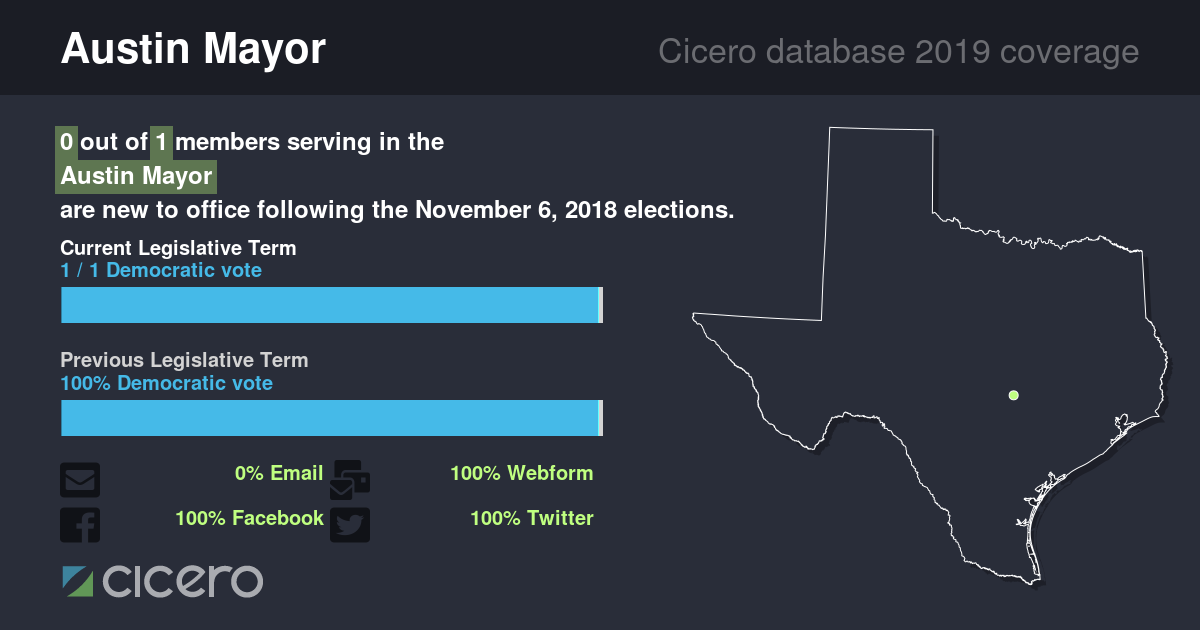 Austin Mayor
Cicero database 2019 coverage
0 out of 1 members serving in the
Austin Mayor
are new to office following the November 6, 2018 elections.
Current Legislative Term
1 / 1 Democratic vote
Previous Legislative Term
100% Democratic vote
0% Email
100% Webform
100% Facebook
100% Twitter
cicero